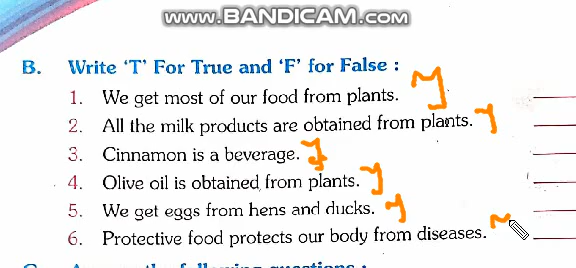 www.BANDICAM.com
B. Write 'T' For True and 'F' for False :
1. We get most of our food from plants.
2. All the milk products are obtained from plants.
3. Cinnamon is a beverage.
4. Olive oil is obtained from plants.
5. We get eggs from hens and ducks.
6. Protective food protects our body from diseases.